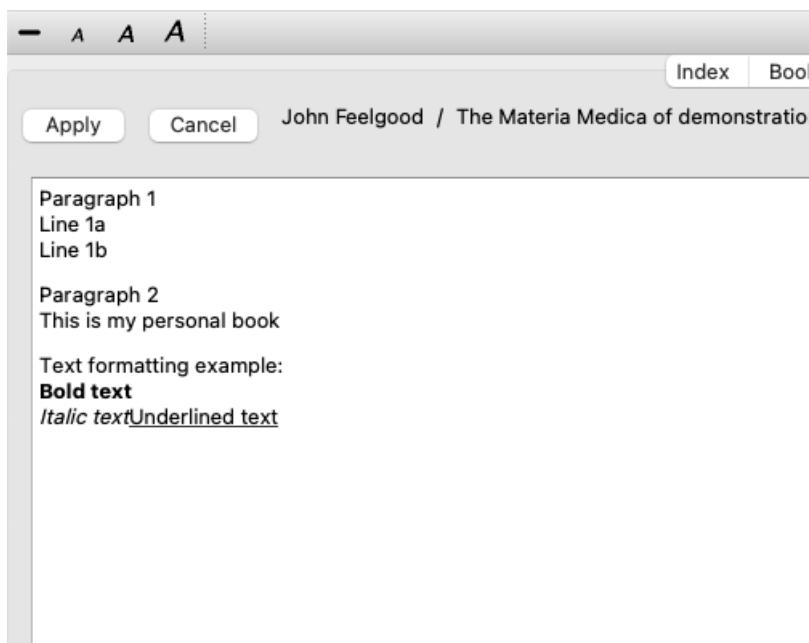 A A A
Index Book
Apply Cancel John Feelgood / The Materia Medica of demonstratio
Paragraph 1
Line 1a
Line 1b
Paragraph 2
This is my personal book
Text formatting example:
Bold text
Italic textUnderlined text